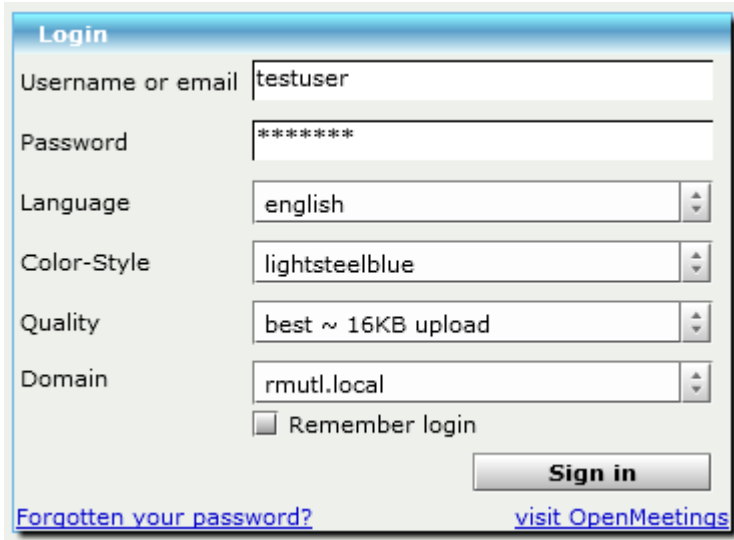 Login
Username or email testuser
Password *******
Language english
Color-Style lightsteelblue
Quality best ~ 16KB upload
Domain rmutl.local
Remember login
Sign in
Forgotten your password? visit OpenMeetings